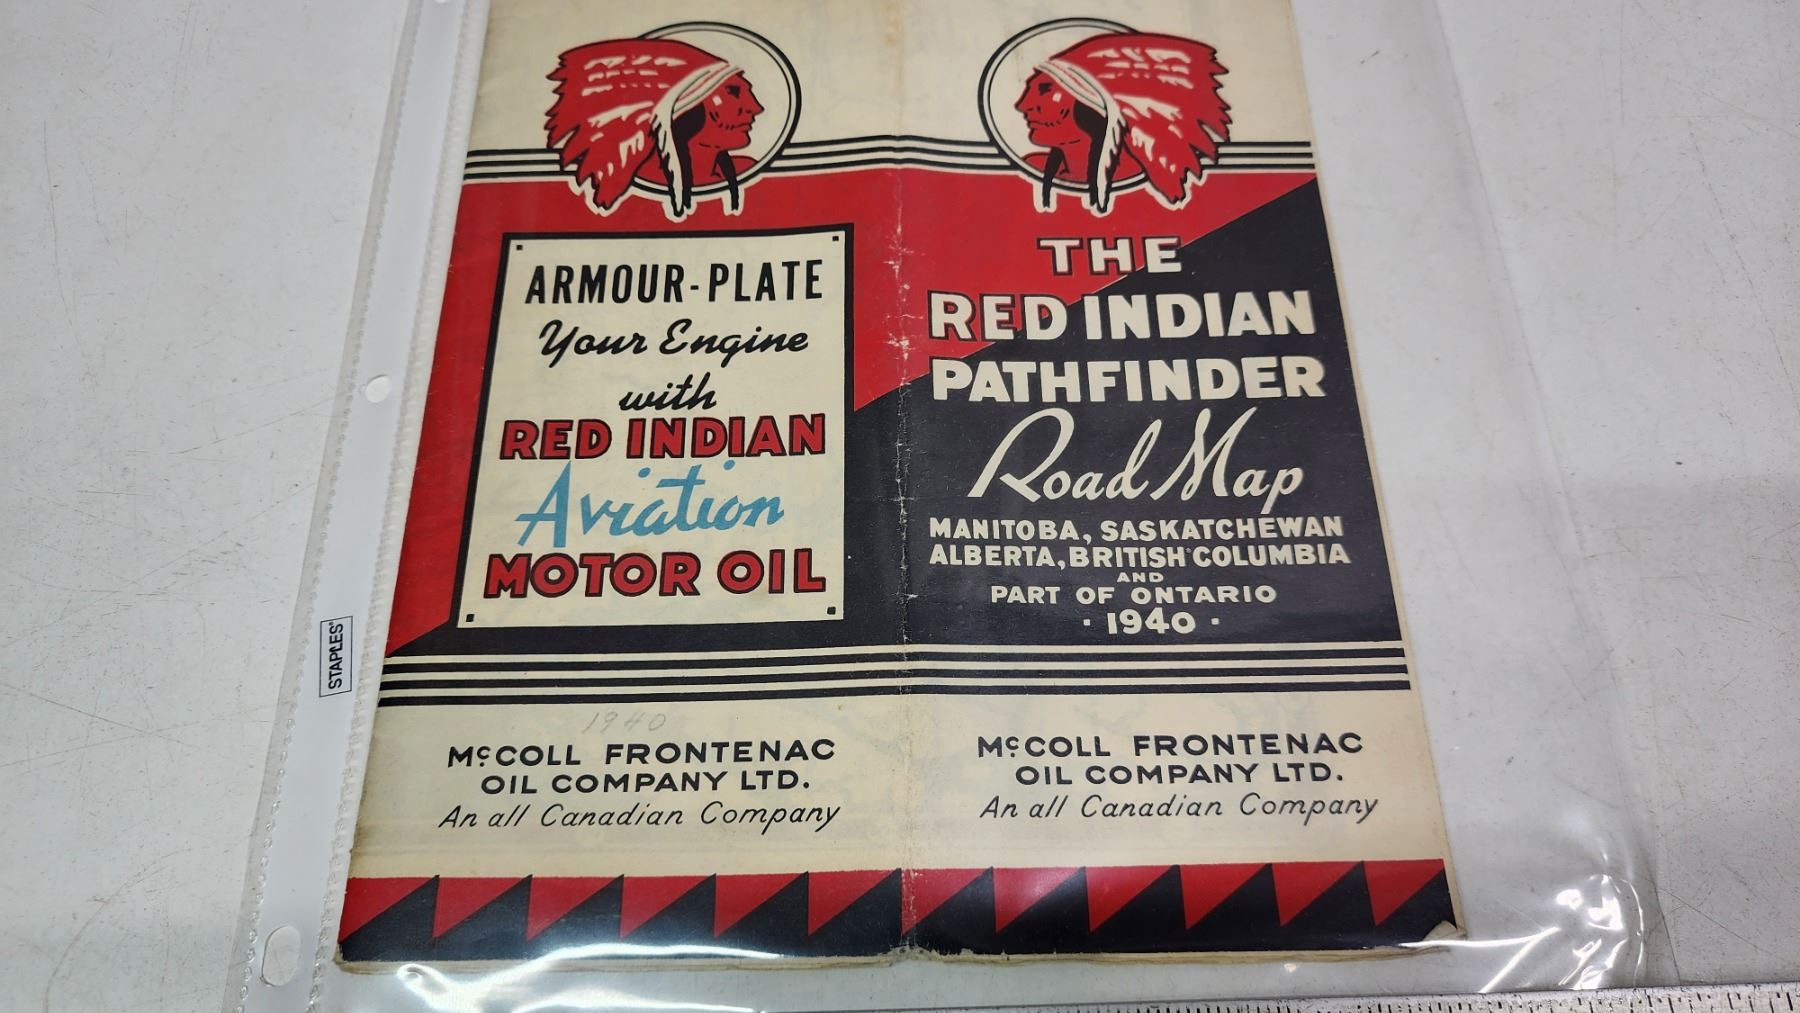 ARMOUR-PLATE
Your Engine
with
RED INDIAN
Aviation
MOTOR OIL
1940
McCOLL FRONTENAC
OIL COMPANY LTD.
An all Canadian Company
THE
RED INDIAN
PATHFINDER
Road Map
MANITOBA, SASKATCHEWAN
ALBERTA, BRITISH COLUMBIA
AND
PART OF ONTARIO
· 1940 ·
McCOLL FRONTENAC
OIL COMPANY LTD.
An all Canadian Company
STAPLES